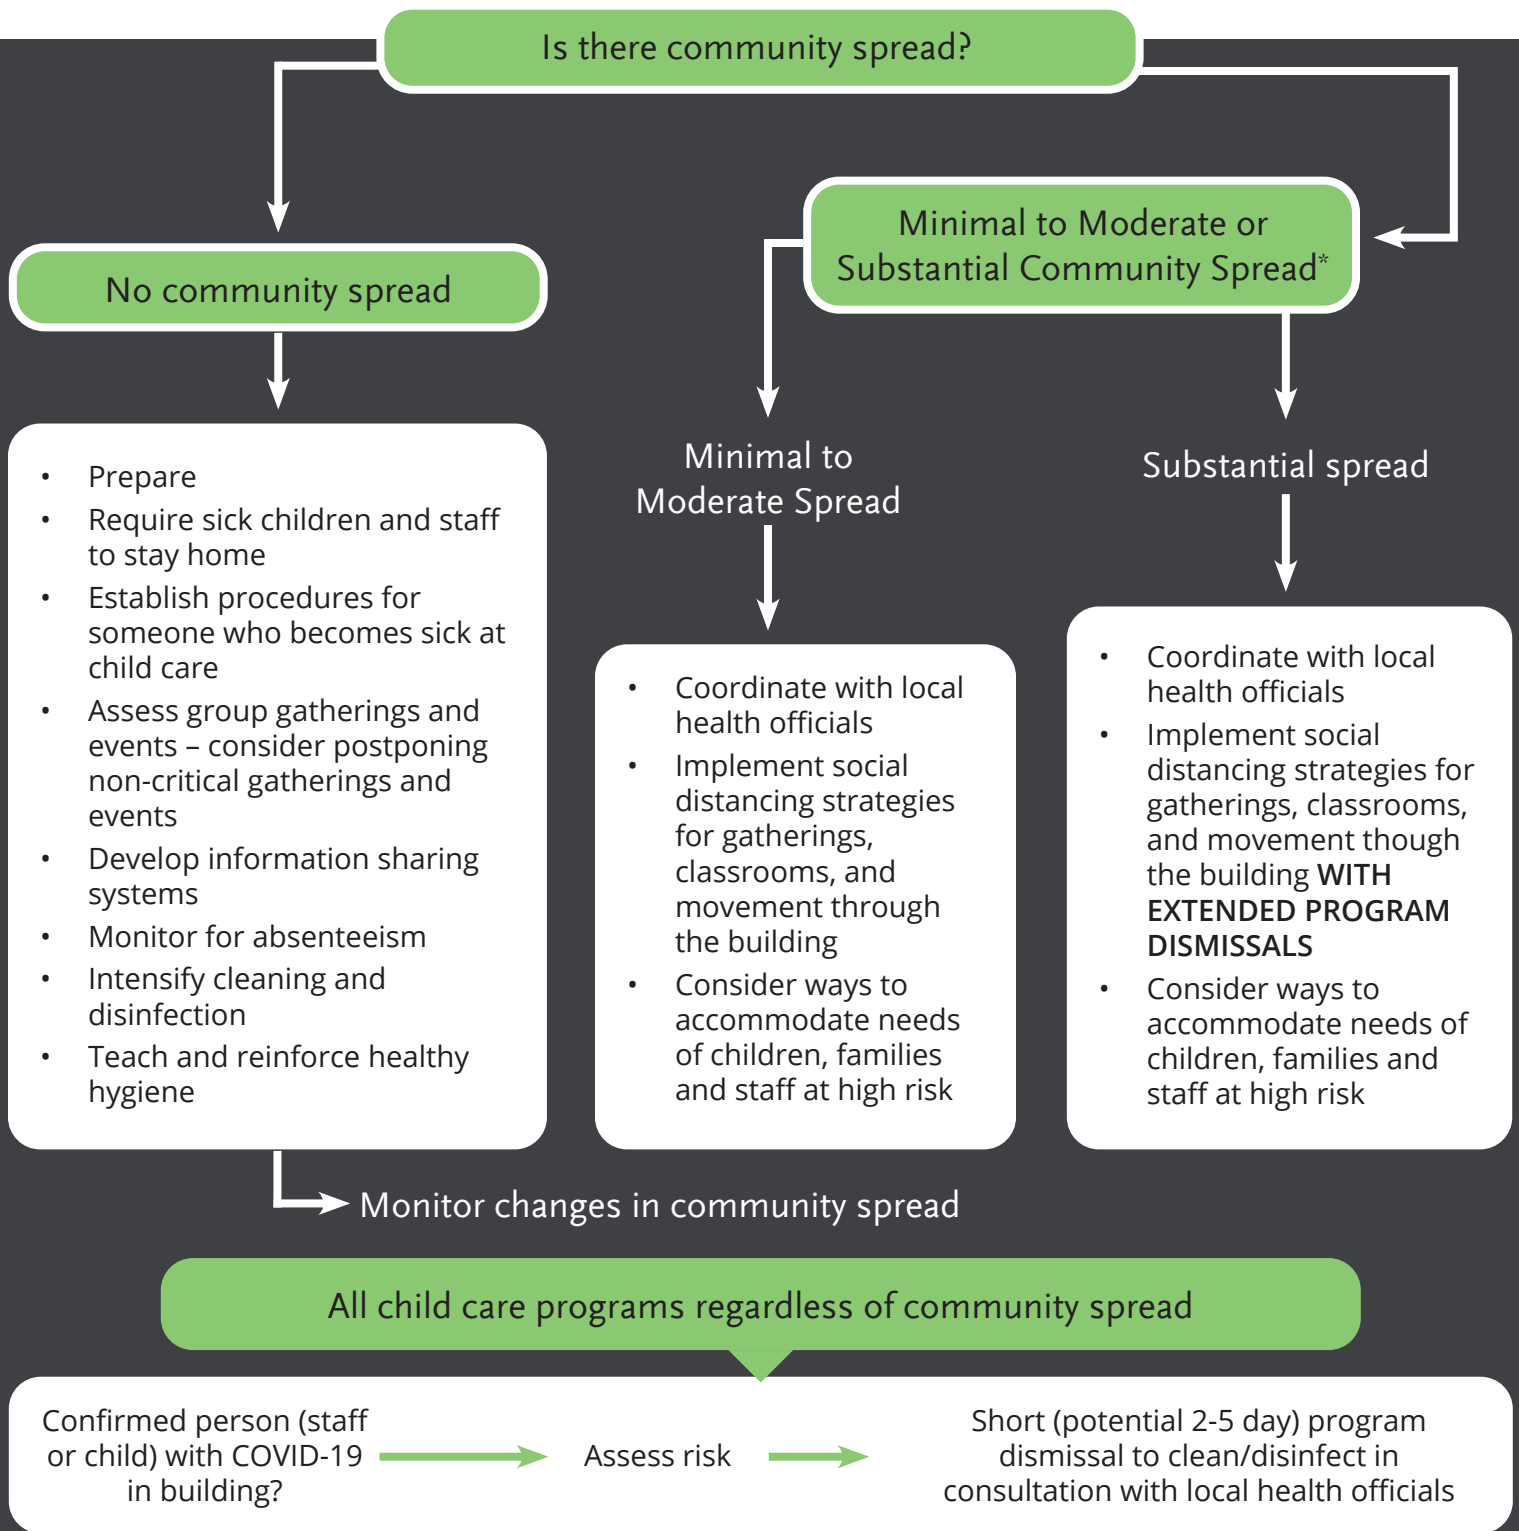 Is there community spread?
No community spread
• Prepare
• Require sick children and staff
to stay home
• Establish procedures for
someone who becomes sick at
child care
• Assess group gatherings and
events – consider postponing
non-critical gatherings and
events
• Develop information sharing
systems
• Monitor for absenteeism
• Intensify cleaning and
disinfection
• Teach and reinforce healthy
hygiene
Monitor changes in community spread
Minimal to Moderate or
Substantial Community Spread*
Minimal to
Moderate Spread
• Coordinate with local
health officials
• Implement social
distancing strategies
for gatherings,
classrooms, and
movement through
the building
• Consider ways to
accommodate needs
of children, families
and staff at high risk
Substantial spread
• Coordinate with local
health officials
• Implement social
distancing strategies for
gatherings, classrooms,
and movement though
the building WITH
EXTENDED PROGRAM
DISMISSALS
• Consider ways to
accommodate needs of
children, families and
staff at high risk
All child care programs regardless of community spread
Confirmed person (staff
or child) with COVID-19
in building?
Assess risk
Short (potential 2-5 day) program
dismissal to clean/disinfect in
consultation with local health officials